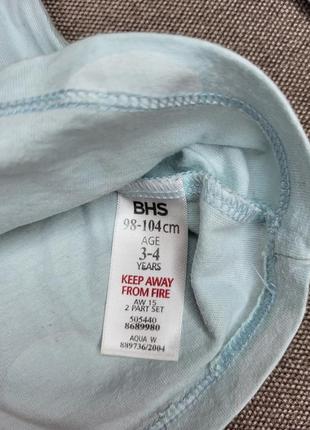 BHS
98-104cm
AGE
3-4
YEARS
KEEP AWAY
FROM FIRE
AW 15
2 PART SET
505440
8689980
AQUA W
889736/2004